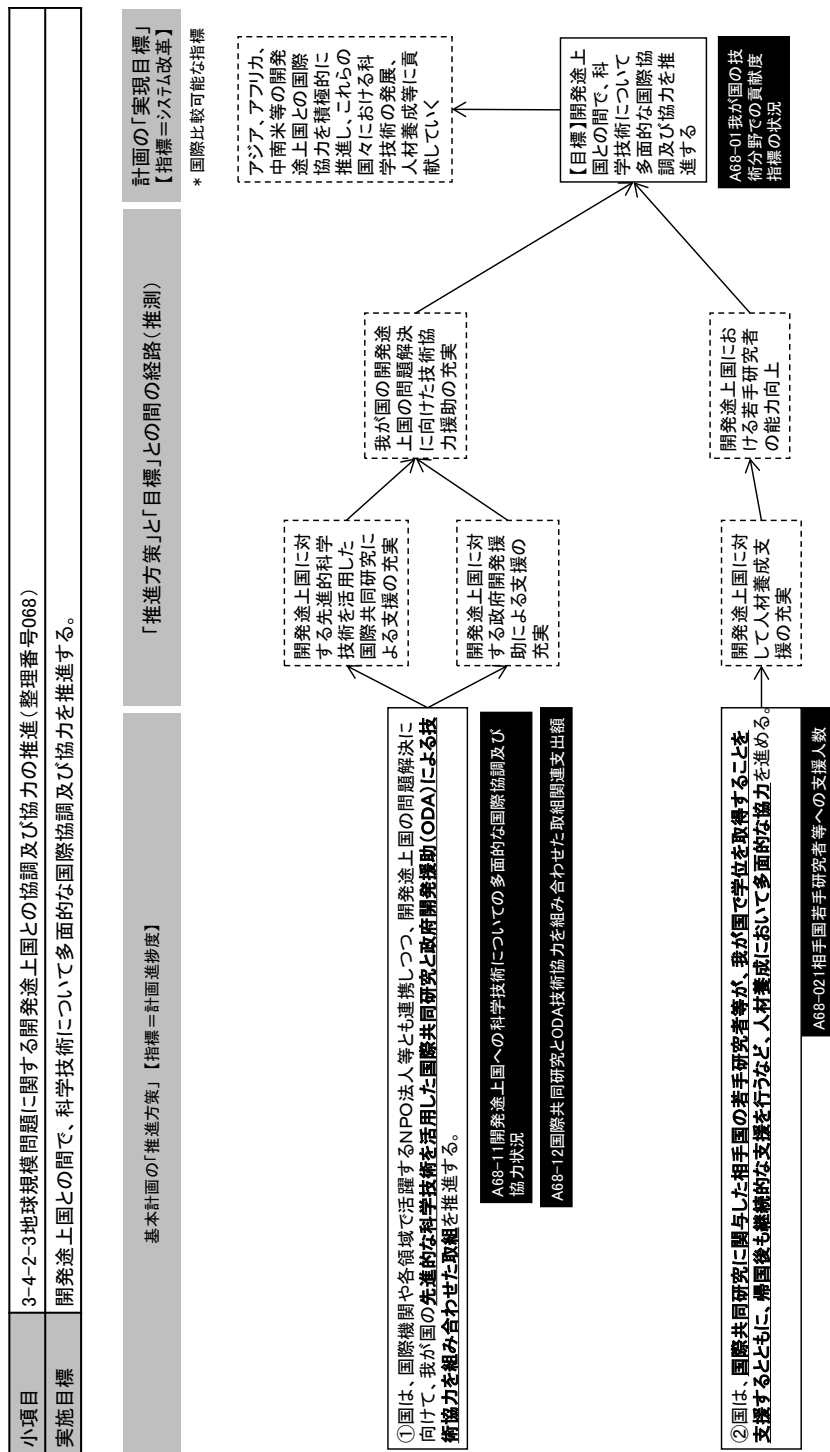 小項目
3-4-2-3地球規模問題に関する開発途上国との協調及び協力の推進(整理番号068)
実施目標
開発途上国との間で、科学技術について多面的な国際協調及び協力を推進する。
基本計画の「推進方策」【指標=計画進捗度】
「推進方策」と「目標」との間の経路(推測)
計画の「実現目標」
【指標=システム改革】
*国際比較可能な指標
①国は、国際機関や各領域で活躍するNPO法人等とも連携しつつ、開発途上国の問題解決に
向けて、我が国の先進的な科学技術を活用した国際共同研究と政府開発援助(ODA)による技
術協力を組み合わせた取組を推進する。
A68-11開発途上国への科学技術についての多面的な国際協調及び
協力状況
A68-12国際共同研究とODA技術協力を組み合わせた取組関連支出額
②国は、国際共同研究に関与した相手国の若手研究者等が、我が国で学位を取得することを
支援するとともに、帰国後も継続的な支援を行うなど、人材養成において多面的な協力を進める。
A68-021相手国若手研究者等への支援人数
開発途上国に対
する先進的科学
技術を活用した
国際共同研究に
よる支援の充実
開発途上国に対
する政府開発援
助による支援の
充実
開発途上国に対
して人材養成支
援の充実
我が国の開発途
上国の問題解決
に向けた技術協
力援助の充実
開発途上国にお
ける若手研究者
の能力向上
アジア、アフリカ、
中南米等の開発
途上国との国際
協力を積極的に
推進し、これらの
国々における科
学技術の発展、
人材養成等に貢
献していく
【目標】開発途上
国との間で、科
学技術について
多面的な国際協
調及び協力を推
進する
A68-01我が国の技
術分野での貢献度
指標の状況